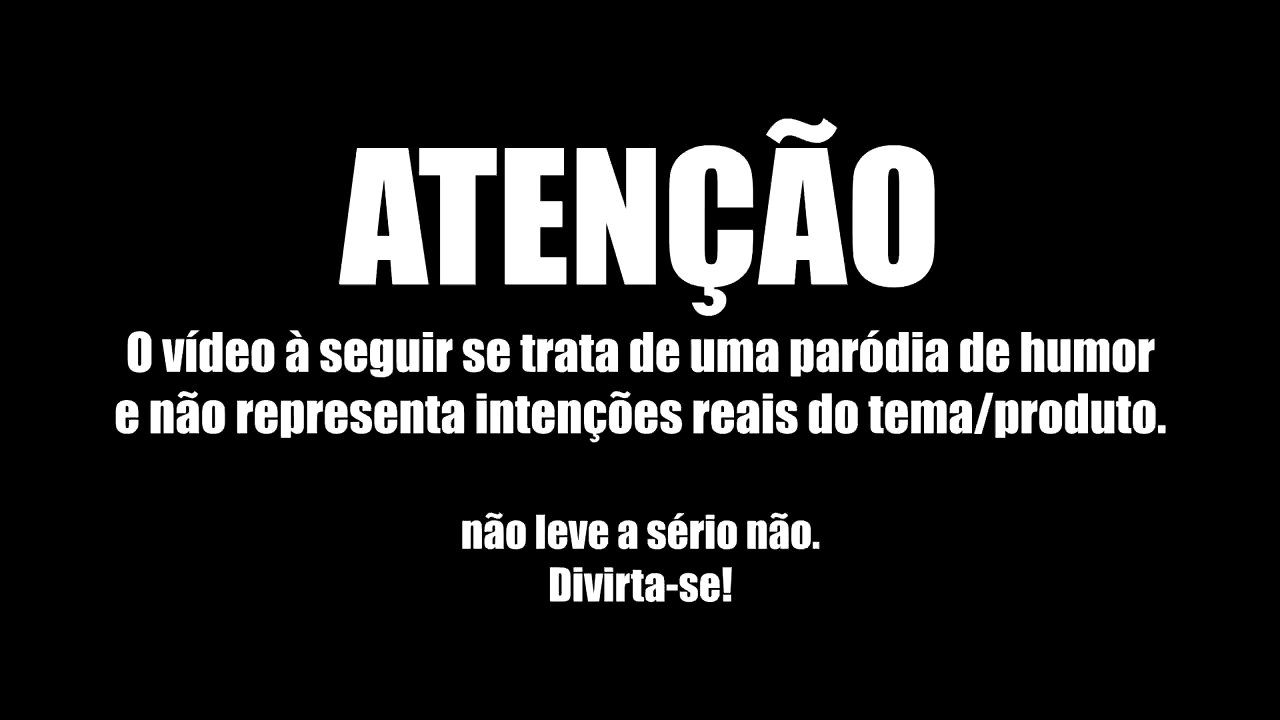 ATENÇÃO
O vídeo à seguir se trata de uma paródia de humor
e não representa intenções reais do tema/produto.
não leve a sério não.
Divirta-se!